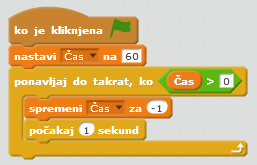 ko je kliknjena
nastavi Čas na 60
ponavljaj do takrat, ko Čas > 0
spremeni Čas za -1
počakaj 1 sekund